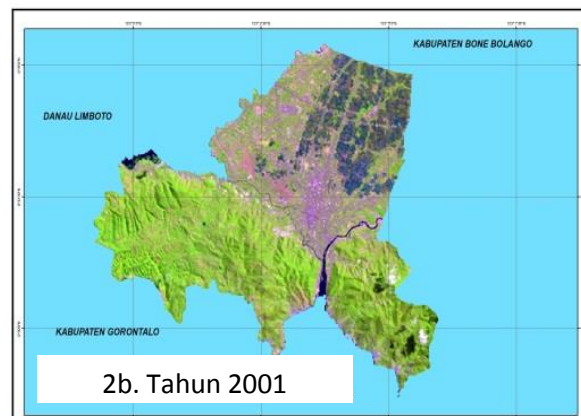 KABUPATEN BONE BOLANGO
DANAU LIMBOTO
KABUPATEN GORONTALO
2b. Tahun 2001